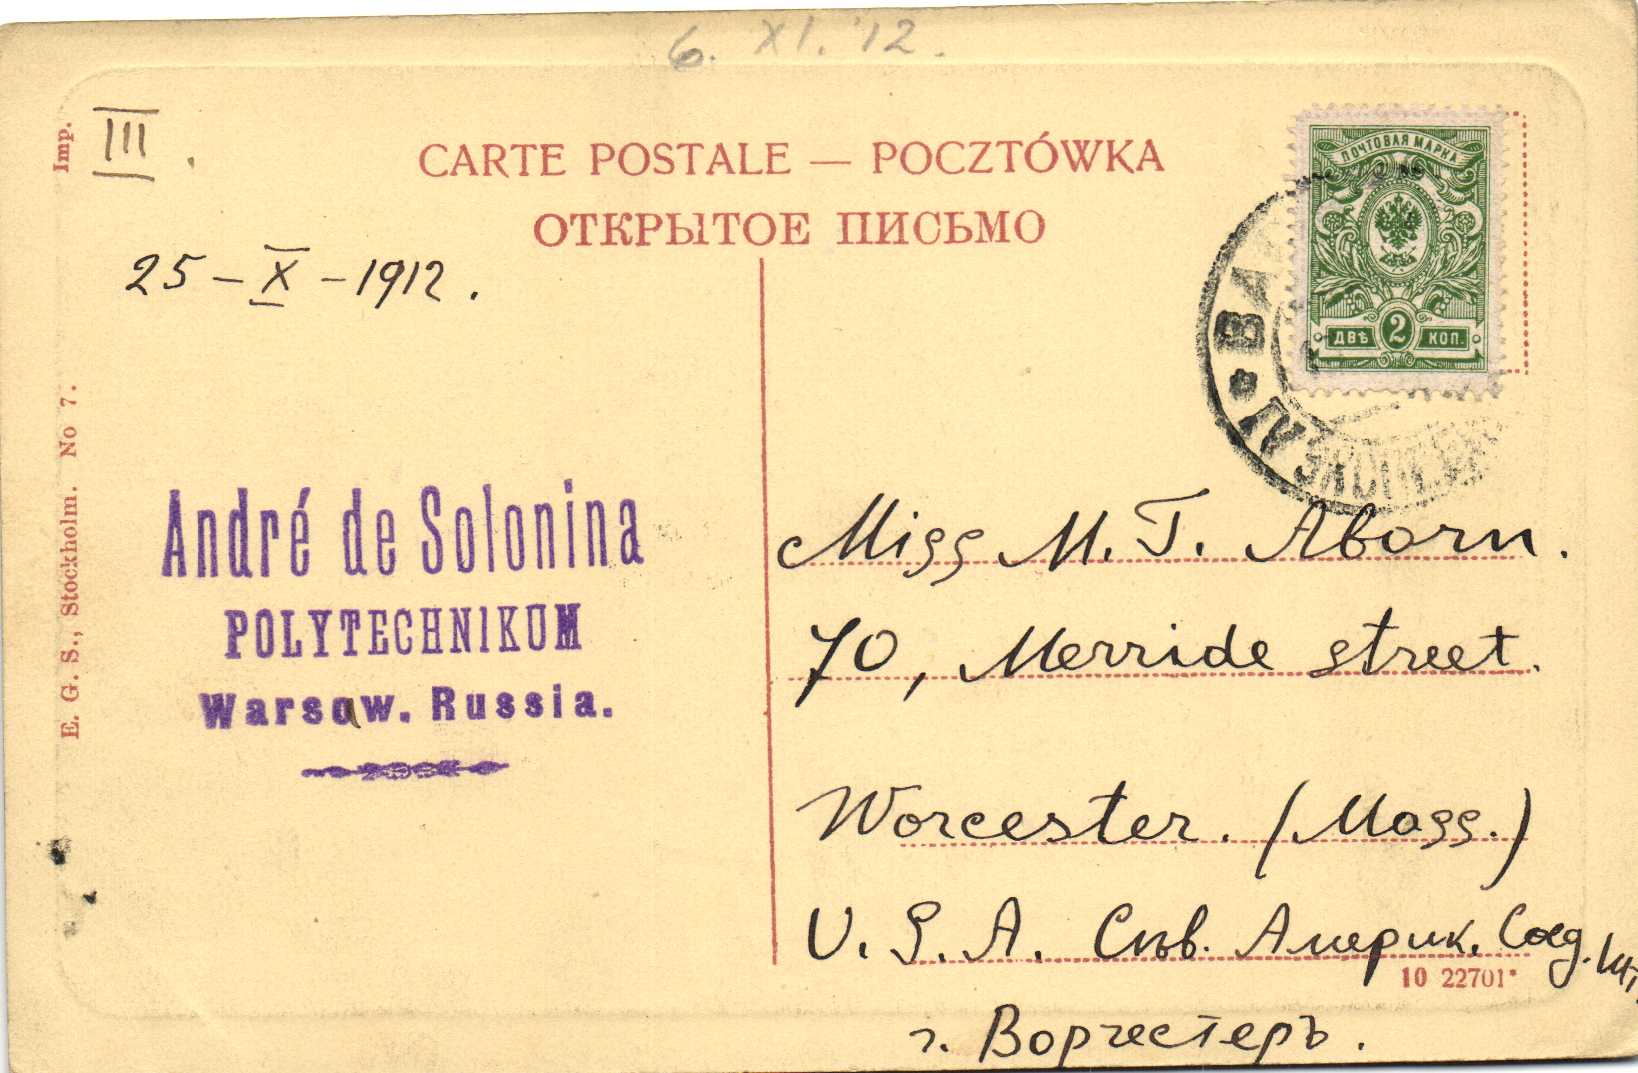 6. XI. '12.
III.
CARTE POSTALE — POCZTÓWKA
ОТКРЫТОЕ ПИСЬМО
25 – X – 1912.
ПОЧТОВАЯ МАРКА
ДВѢ 2 КОП.
André de Solonina
POLYTECHNIKUM
Warsaw. Russia.
Miss M. T. Aborn.
70, Merride street.
Worcester. (Mass.)
U. S. A. Сѣв. Америк. Соед. Шт.
г. Ворчестеръ.
10 22701
E. G. S., Stockholm. No 7. Imp.